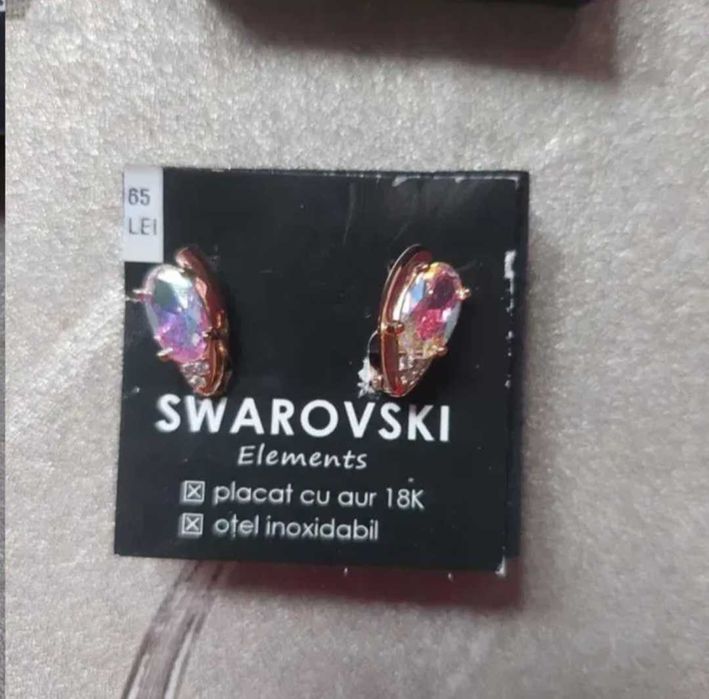 65
LEI
SWAROVSKI
Elements
☒ placat cu aur 18K
☒ oțel inoxidabil